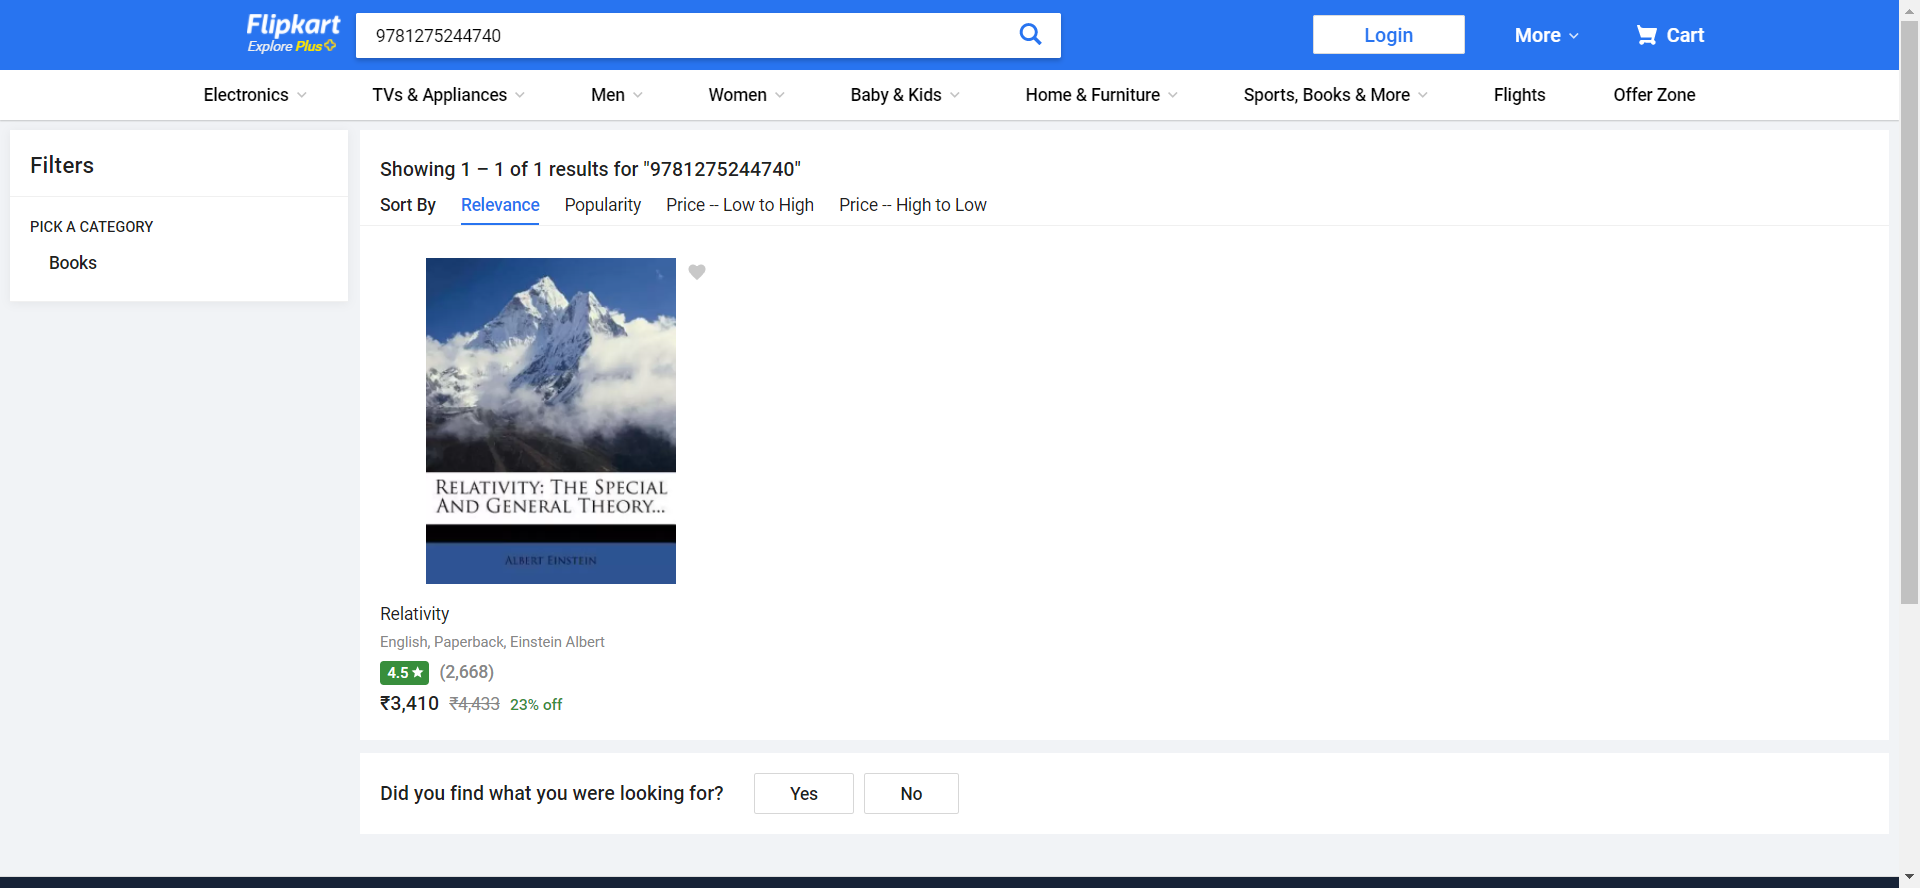 Flipkart
Explore Plus
9781275244740
Login
More
Cart
Electronics
TVs & Appliances
Men
Women
Baby & Kids
Home & Furniture
Sports, Books & More
Flights
Offer Zone
Filters
PICK A CATEGORY
Books
Showing 1 – 1 of 1 results for "9781275244740"
Sort By
Relevance
Popularity
Price -- Low to High
Price -- High to Low
RELATIVITY: THE SPECIAL
AND GENERAL THEORY...
ALBERT EINSTEIN
Relativity
English, Paperback, Einstein Albert
4.5 ★ (2,668)
₹3,410 ₹4,433 23% off
Did you find what you were looking for?
Yes
No